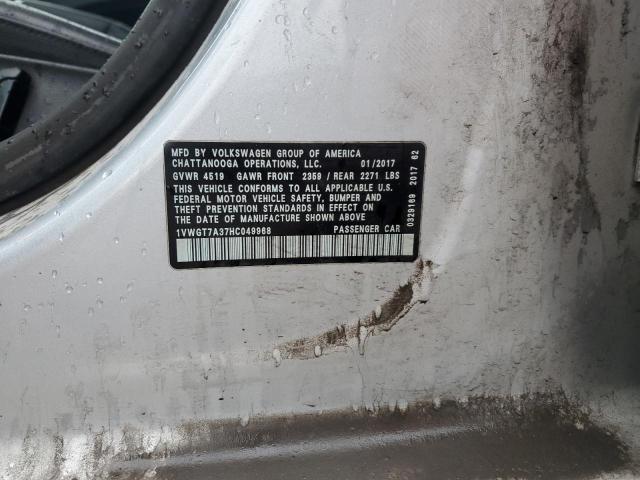 MFD BY VOLKSWAGEN GROUP OF AMERICA
CHATTANOOGA OPERATIONS, LLC. 01/2017
GVWR 4519 GAWR FRONT 2359 / REAR 2271 LBS
THIS VEHICLE CONFORMS TO ALL APPLICABLE U.S.
FEDERAL MOTOR VEHICLE SAFETY, BUMPER AND
THEFT PREVENTION STANDARDS IN EFFECT ON
THE DATE OF MANUFACTURE SHOWN ABOVE.
1VWGT7A37HC049968 PASSENGER CAR
0329169 2017 62